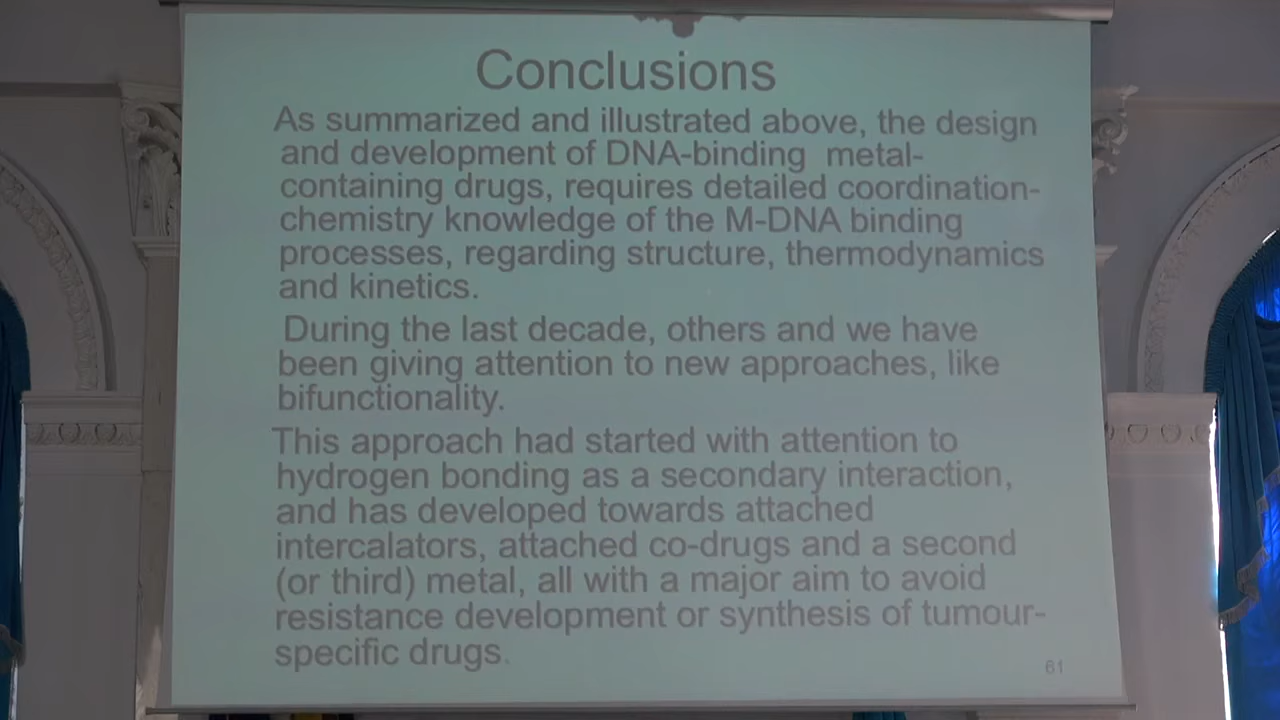 Conclusions
As summarized and illustrated above, the design
and development of DNA-binding metal-
containing drugs, requires detailed coordination-
chemistry knowledge of the M-DNA binding
processes, regarding structure, thermodynamics
and kinetics.
During the last decade, others and we have
been giving attention to new approaches, like
bifunctionality.
This approach had started with attention to
hydrogen bonding as a secondary interaction,
and has developed towards attached
intercalators, attached co-drugs and a second
(or third) metal, all with a major aim to avoid
resistance development or synthesis of tumour-
specific drugs.
61